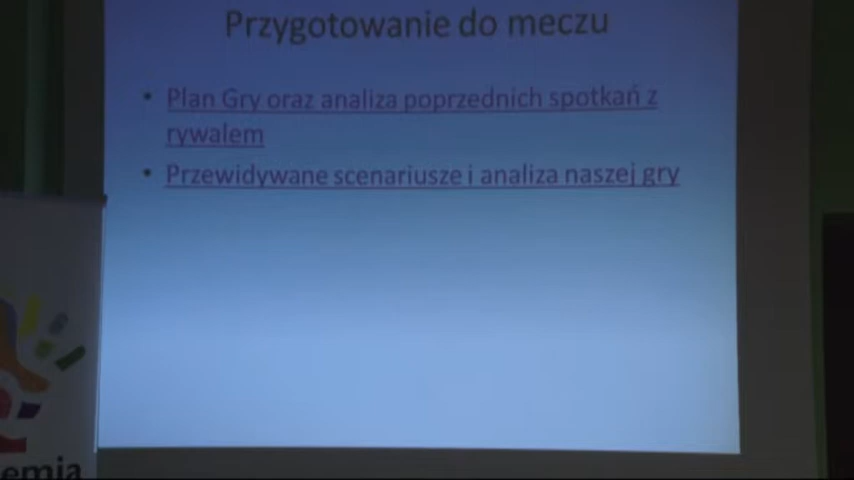 Przygotowanie do meczu
• Plan Gry oraz analiza poprzednich spotkań z
rywalem
• Przewidywane scenariusze i analiza naszej gry
emia